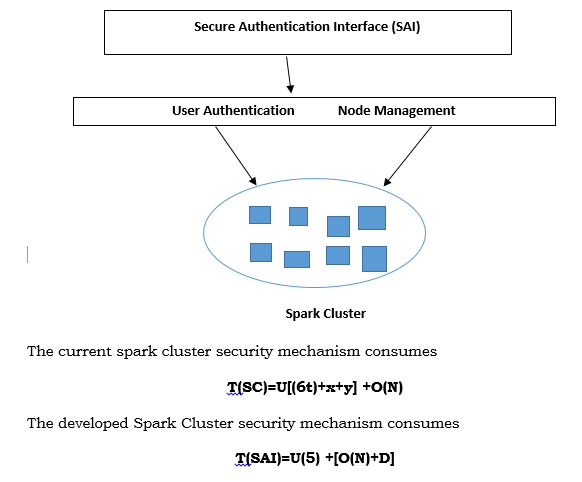 Secure Authentication Interface (SAI)
User Authentication Node Management
Spark Cluster
The current spark cluster security mechanism consumes
T(SC)=U[(6t)+x+y] +O(N)
The developed Spark Cluster security mechanism consumes
T(SAI)=U(5) +[O(N)+D]